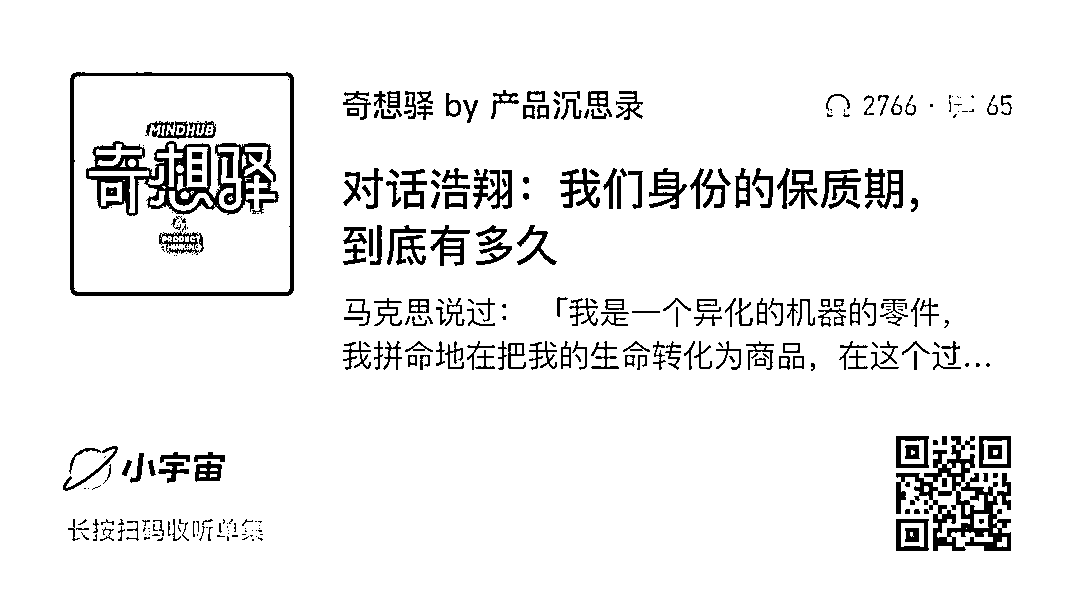 MINDHUB
奇想驿
&
PRODUCT
THINKING
奇想驿 by 产品沉思录
2766 · 65
对话浩翔：我们身份的保质期，
到底有多久
马克思说过：「我是一个异化的机器的零件，
我拼命地在把我的生命转化为商品，在这个过...
小宇宙
长按扫码收听单集